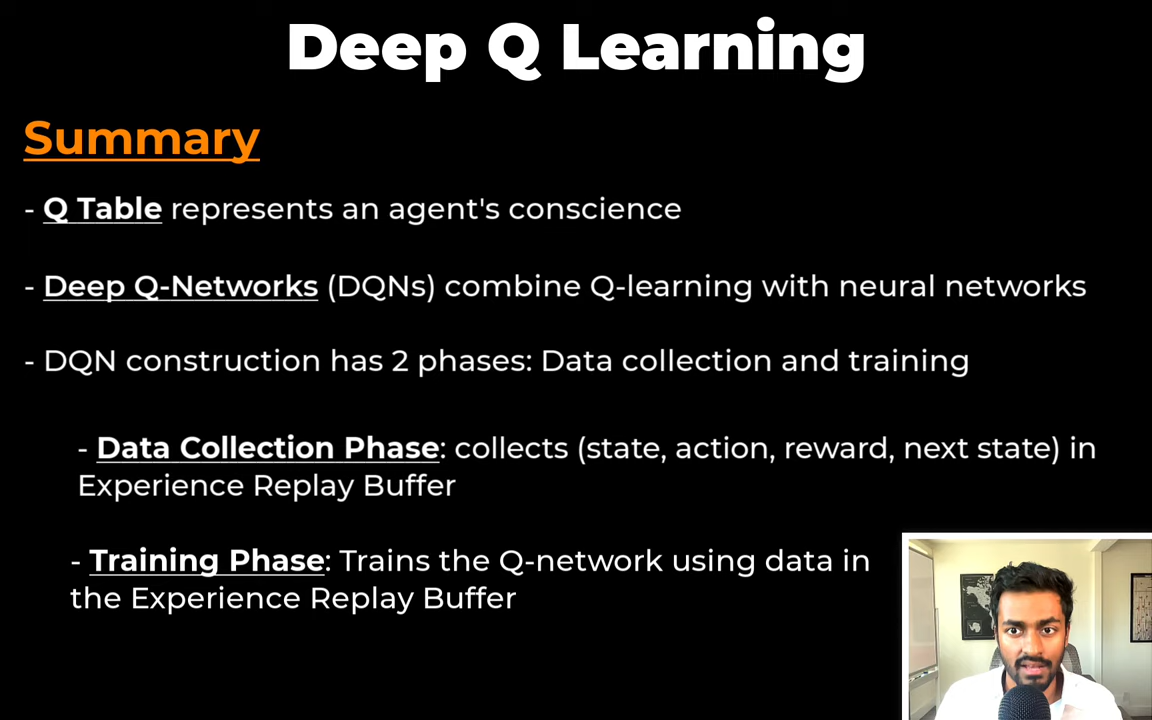 Deep Q Learning
Summary
- Q Table represents an agent's conscience
- Deep Q-Networks (DQNs) combine Q-learning with neural networks
- DQN construction has 2 phases: Data collection and training
- Data Collection Phase: collects (state, action, reward, next state) in
Experience Replay Buffer
- Training Phase: Trains the Q-network using data in
the Experience Replay Buffer